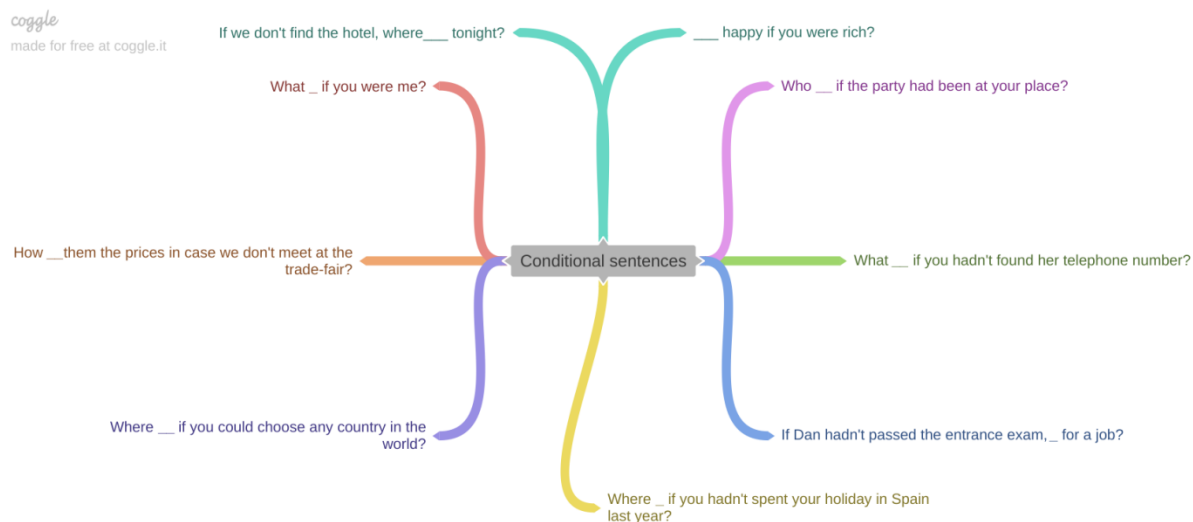 coggle
made for free at coggle.it
If we don't find the hotel, where___ tonight?
___ happy if you were rich?
What _ if you were me?
Who __ if the party had been at your place?
How __them the prices in case we don't meet at the
trade-fair?
Conditional sentences
What __ if you hadn't found her telephone number?
Where __ if you could choose any country in the
world?
If Dan hadn't passed the entrance exam,_ for a job?
Where _ if you hadn't spent your holiday in Spain
last year?